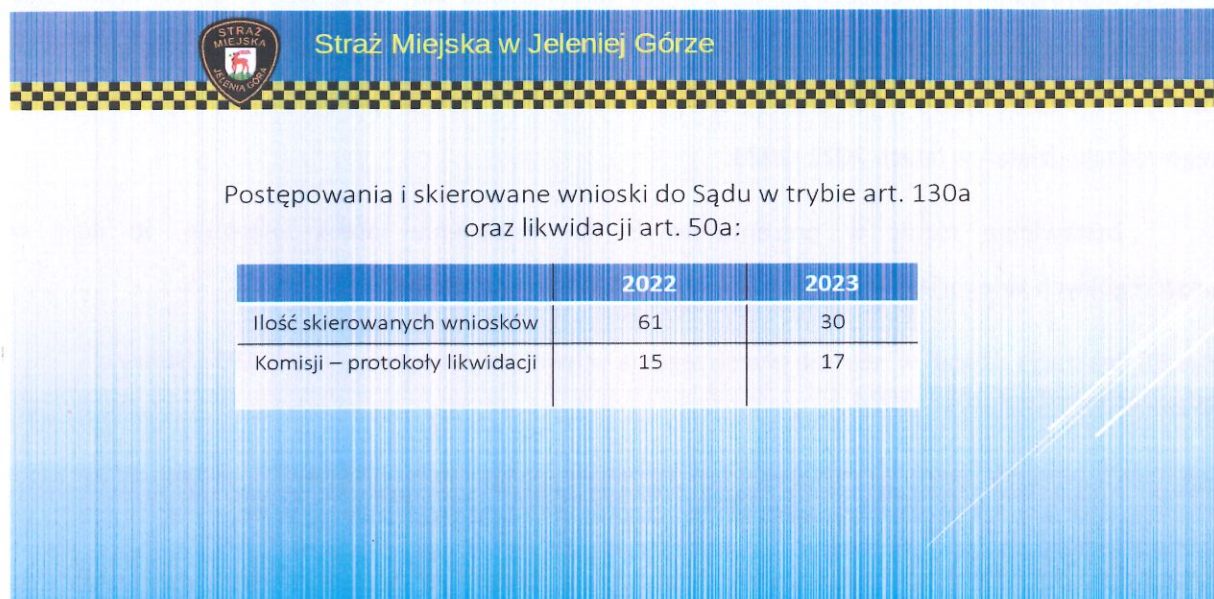 STRAŻ
MIEJSKA
JELENIA GÓRA
Straż Miejska w Jeleniej Górze
Postępowania i skierowane wnioski do Sądu w trybie art. 130a
oraz likwidacji art. 50a:
2022 2023
Ilość skierowanych wniosków 61 30
Komisji – protokoły likwidacji 15 17